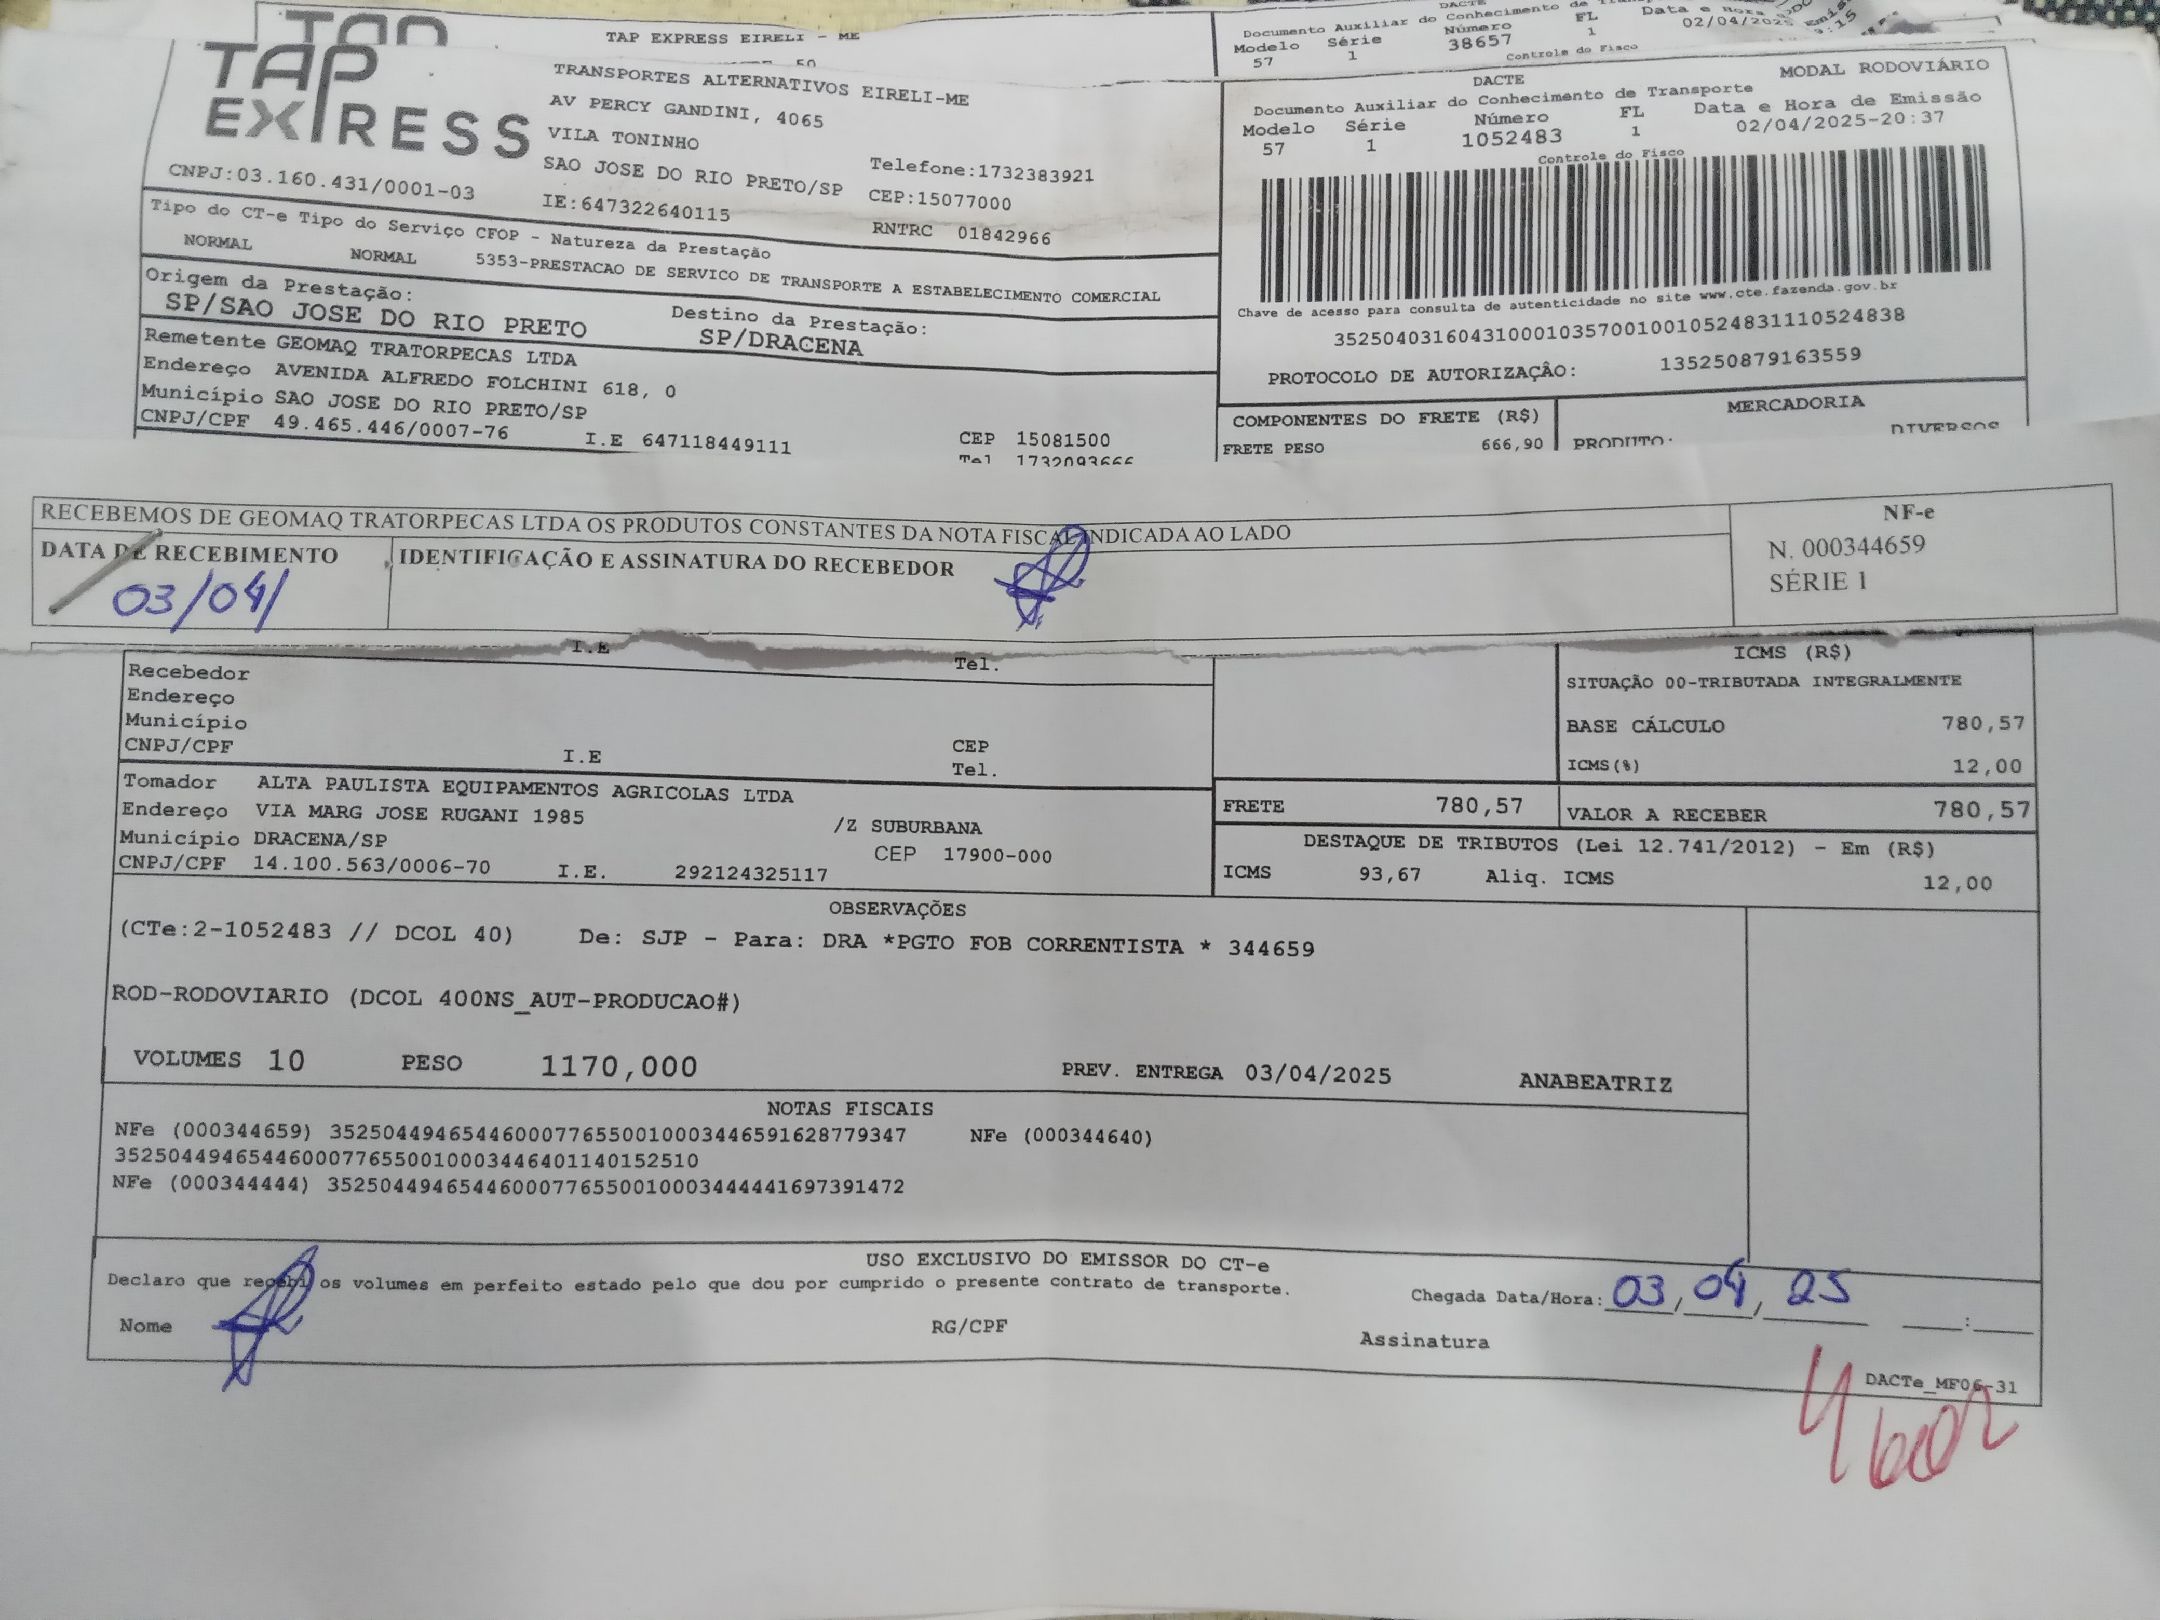 TAP EXPRESS EIRELI - ME
DACTE
Documento Auxiliar do Conhecimento de
Modelo Série Número FL Data e Hora
57 1 38657 1 02/04/2025
Controle do Fisco
TAP EXPRESS
TRANSPORTES ALTERNATIVOS EIRELI-ME
AV PERCY GANDINI, 4065
VILA TONINHO
SAO JOSE DO RIO PRETO/SP
Telefone:1732383921
CEP:15077000
CNPJ:03.160.431/0001-03
IE:647322640115
RNTRC 01842966
DACTE
MODAL RODOVIÁRIO
Documento Auxiliar do Conhecimento de Transporte
Modelo Série Número FL Data e Hora de Emissão
57 1 1052483 1 02/04/2025-20:37
Controle do Fisco
Tipo do CT-e Tipo do Serviço CFOP - Natureza da Prestação
NORMAL NORMAL 5353-PRESTACAO DE SERVICO DE TRANSPORTE A ESTABELECIMENTO COMERCIAL
Chave de acesso para consulta de autenticidade no site www.cte.fazenda.gov.br
35250403160431000103570010010524831110524838
PROTOCOLO DE AUTORIZAÇÂO: 135250879163559
Origem da Prestação:
SP/SAO JOSE DO RIO PRETO
Destino da Prestação:
SP/DRACENA
Remetente GEOMAQ TRATORPECAS LTDA
Endereço AVENIDA ALFREDO FOLCHINI 618, 0
Município SAO JOSE DO RIO PRETO/SP
CNPJ/CPF 49.465.446/0007-76 I.E 647118449111 CEP 15081500
Tel 1732093666
COMPONENTES DO FRETE (R$)
FRETE PESO 666,90
MERCADORIA
PRODUTO: DIVERSOS
RECEBEMOS DE GEOMAQ TRATORPECAS LTDA OS PRODUTOS CONSTANTES DA NOTA FISCAL INDICADA AO LADO
DATA DE RECEBIMENTO
IDENTIFICAÇÃO E ASSINATURA DO RECEBEDOR
03/04/
NF-e
N. 000344659
SÉRIE 1
I.E Tel.
Recebedor
Endereço
Município
CNPJ/CPF I.E CEP
Tel.
ICMS (R$)
SITUAÇÃO 00-TRIBUTADA INTEGRALMENTE
BASE CÁLCULO 780,57
ICMS(%) 12,00
Tomador ALTA PAULISTA EQUIPAMENTOS AGRICOLAS LTDA
Endereço VIA MARG JOSE RUGANI 1985 /Z SUBURBANA
Município DRACENA/SP CEP 17900-000
CNPJ/CPF 14.100.563/0006-70 I.E. 292124325117
FRETE 780,57 VALOR A RECEBER 780,57
DESTAQUE DE TRIBUTOS (Lei 12.741/2012) - Em (R$)
ICMS 93,67 Aliq. ICMS 12,00
OBSERVAÇÕES
(CTe:2-1052483 // DCOL 40) De: SJP - Para: DRA *PGTO FOB CORRENTISTA * 344659
ROD-RODOVIARIO (DCOL 400NS_AUT-PRODUCAO#)
VOLUMES 10 PESO 1170,000 PREV. ENTREGA 03/04/2025 ANABEATRIZ
NOTAS FISCAIS
NFe (000344659) 35250449465446000776550010003446591628779347 NFe (000344640)
35250449465446000776550010003446401140152510
NFe (000344444) 35250449465446000776550010003444441697391472
USO EXCLUSIVO DO EMISSOR DO CT-e
Declaro que recebi os volumes em perfeito estado pelo que dou por cumprido o presente contrato de transporte.
Chegada Data/Hora: 03/04/25 :
Nome RG/CPF Assinatura
DACTe_MF06-31